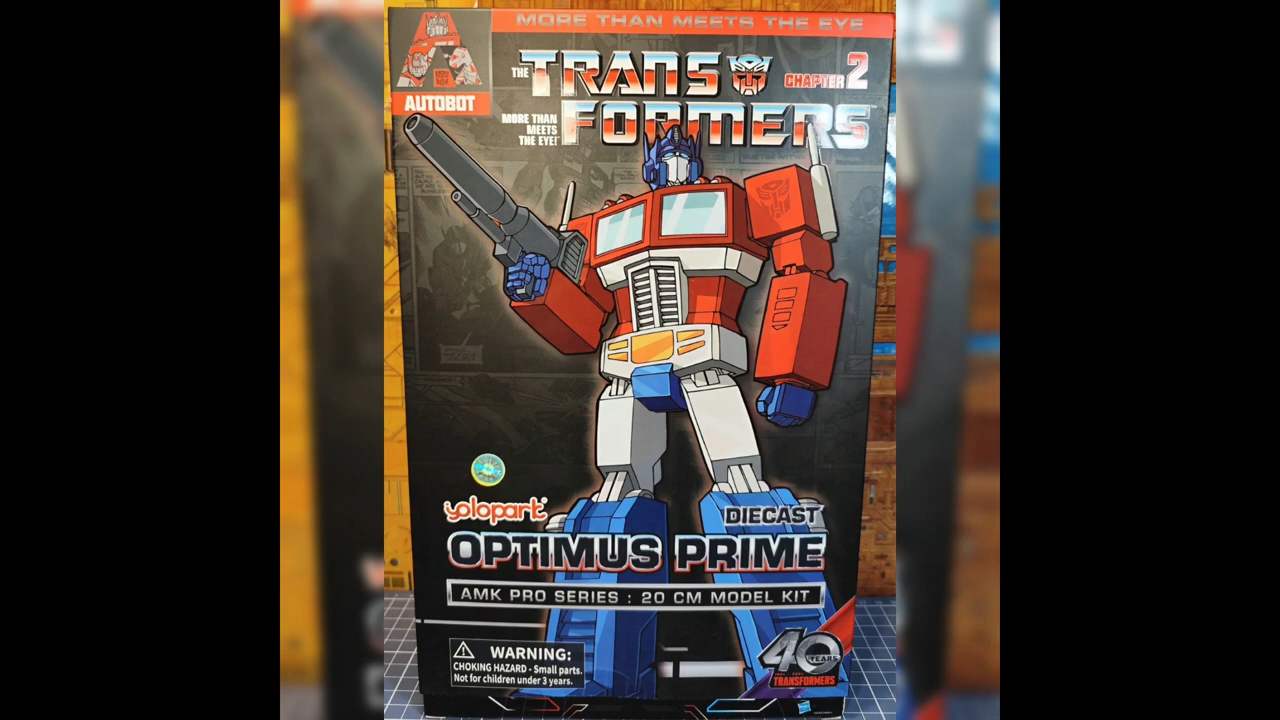 MORE THAN MEETS THE EYE
AUTOBOT
THE TRANS
CHAPTER 2
FORMERS
MORE THAN
MEETS
THE EYE!
yolopart
DIECAST
OPTIMUS PRIME
AMK PRO SERIES : 20 CM MODEL KIT
WARNING:
CHOKING HAZARD - Small parts.
Not for children under 3 years.
40
YEARS
TRANSFORMERS